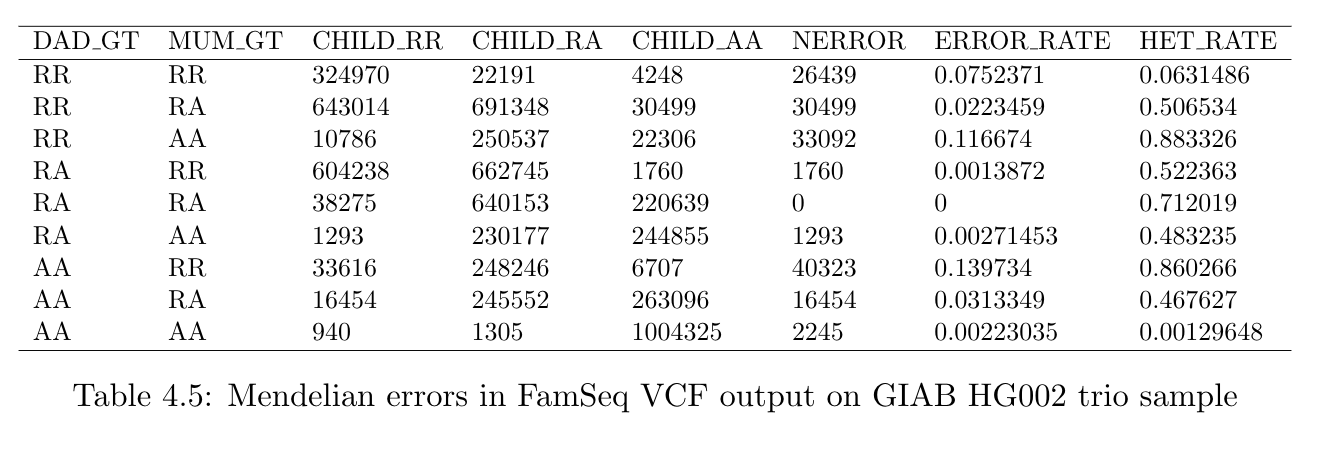 DAD_GT MUM_GT CHILD_RR CHILD_RA CHILD_AA NERROR ERROR_RATE HET_RATE
RR RR 324970 22191 4248 26439 0.0752371 0.0631486
RR RA 643014 691348 30499 30499 0.0223459 0.506534
RR AA 10786 250537 22306 33092 0.116674 0.883326
RA RR 604238 662745 1760 1760 0.0013872 0.522363
RA RA 38275 640153 220639 0 0 0.712019
RA AA 1293 230177 244855 1293 0.00271453 0.483235
AA RR 33616 248246 6707 40323 0.139734 0.860266
AA RA 16454 245552 263096 16454 0.0313349 0.467627
AA AA 940 1305 1004325 2245 0.00223035 0.00129648
Table 4.5: Mendelian errors in FamSeq VCF output on GIAB HG002 trio sample